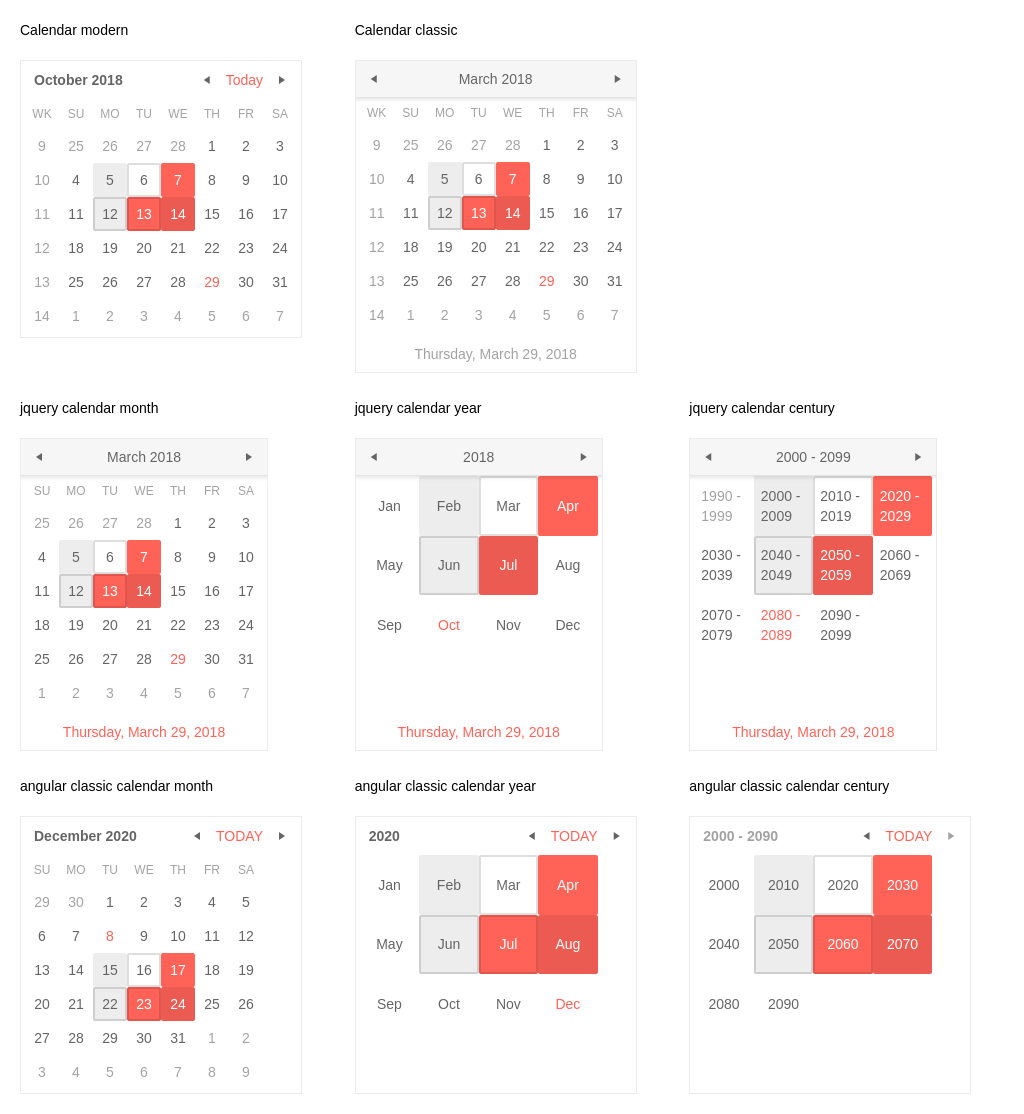 Calendar modern
October 2018 Today
WK SU MO TU WE TH FR SA
9 25 26 27 28 1 2 3
10 4 5 6 7 8 9 10
11 11 12 13 14 15 16 17
12 18 19 20 21 22 23 24
13 25 26 27 28 29 30 31
14 1 2 3 4 5 6 7
Calendar classic
March 2018
WK SU MO TU WE TH FR SA
9 25 26 27 28 1 2 3
10 4 5 6 7 8 9 10
11 11 12 13 14 15 16 17
12 18 19 20 21 22 23 24
13 25 26 27 28 29 30 31
14 1 2 3 4 5 6 7
Thursday, March 29, 2018
jquery calendar month
March 2018
SU MO TU WE TH FR SA
25 26 27 28 1 2 3
4 5 6 7 8 9 10
11 12 13 14 15 16 17
18 19 20 21 22 23 24
25 26 27 28 29 30 31
1 2 3 4 5 6 7
Thursday, March 29, 2018
jquery calendar year
2018
Jan Feb Mar Apr
May Jun Jul Aug
Sep Oct Nov Dec
Thursday, March 29, 2018
jquery calendar century
2000 - 2099
1990 - 2000 - 2010 - 2020 -
1999 2009 2019 2029
2030 - 2040 - 2050 - 2060 -
2039 2049 2059 2069
2070 - 2080 - 2090 -
2079 2089 2099
Thursday, March 29, 2018
angular classic calendar month
December 2020 TODAY
SU MO TU WE TH FR SA
29 30 1 2 3 4 5
6 7 8 9 10 11 12
13 14 15 16 17 18 19
20 21 22 23 24 25 26
27 28 29 30 31 1 2
3 4 5 6 7 8 9
angular classic calendar year
2020 TODAY
Jan Feb Mar Apr
May Jun Jul Aug
Sep Oct Nov Dec
angular classic calendar century
2000 - 2090 TODAY
2000 2010 2020 2030
2040 2050 2060 2070
2080 2090